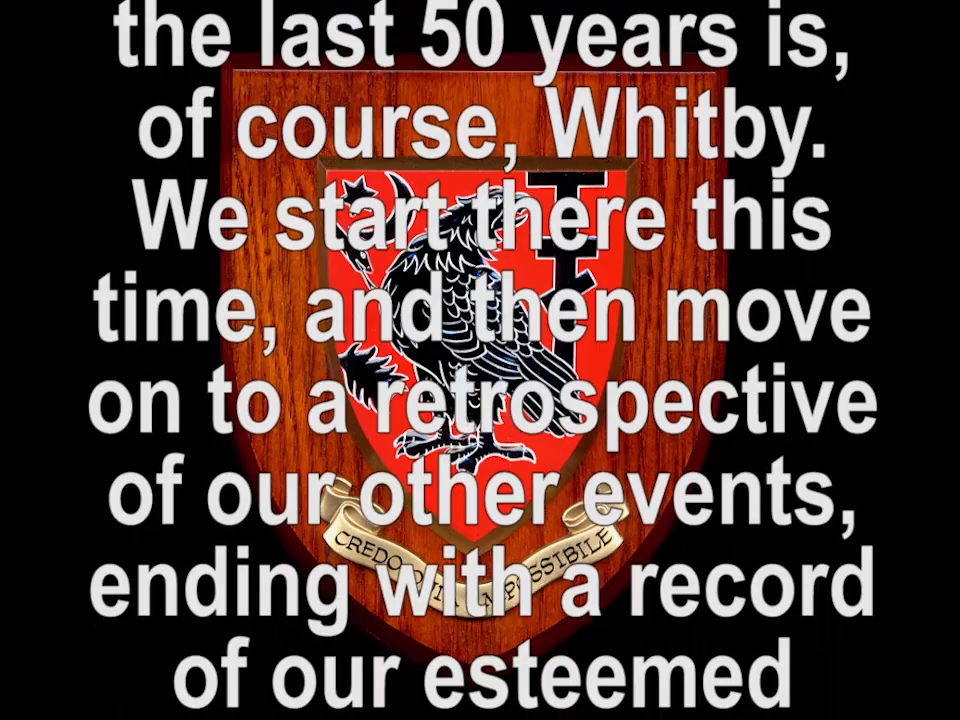 the last 50 years is,
of course, Whitby.
We start there this
time, and then move
on to a retrospective
of our other events,
ending with a record
of our esteemed
CREDO IMPOSSIBILE